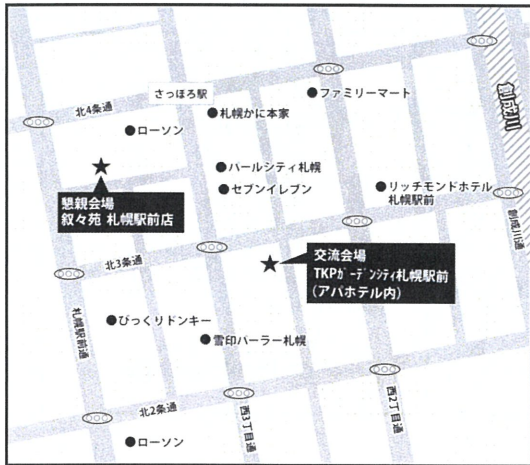 創成川
さっぽろ駅
ファミリーマート
北4条通
札幌かに本家
ローソン
パールシティ札幌
セブンイレブン
リッチモンドホテル
札幌駅前
懇親会場
叙々苑 札幌駅前店
創成川通
北3条通
交流会場
TKPガーデンシティ札幌駅前
(アパホテル内)
札幌駅前通
びっくりドンキー
雪印パーラー札幌
北2条通
西3丁目通
西2丁目通
ローソン